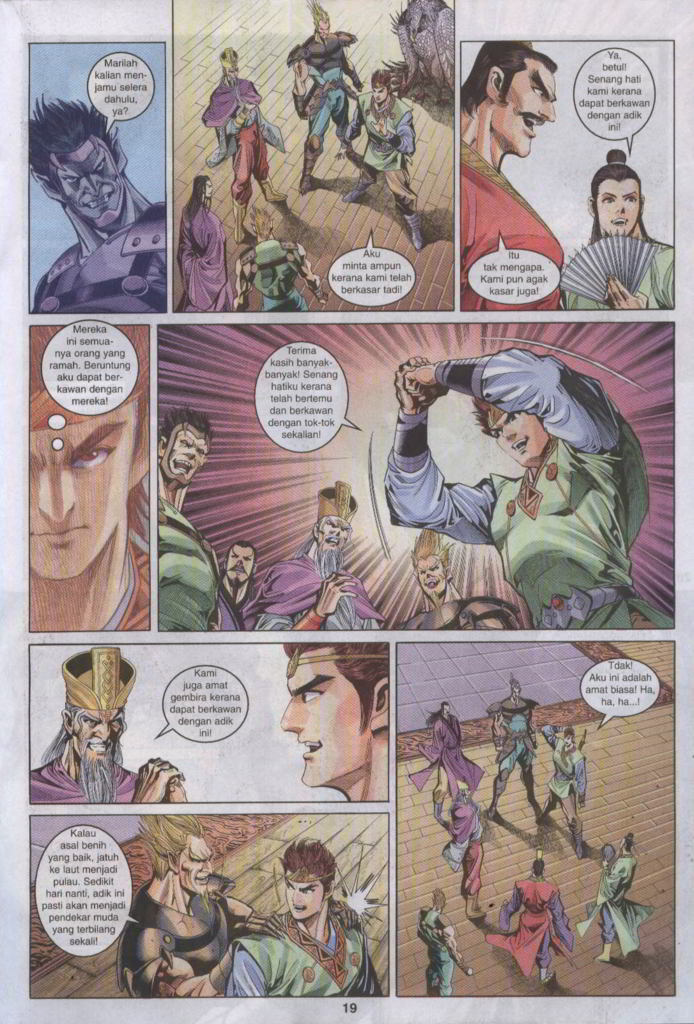 Marilah
kalian men-
jamu selera
dahulu,
ya?
Aku
minta ampun
kerana kami telah
berkasar tadi!
Ya,
betul!
Senang hati
kami kerana
dapat berkawan
dengan adik
ini!
Itu
tak mengapa.
Kami pun agak
kasar juga!
Mereka
ini semua-
nya orang yang
ramah. Beruntung
aku dapat ber-
kawan dengan
mereka!
Terima
kasih banyak-
banyak! Senang
hatiku kerana
telah bertemu
dan berkawan
dengan tok-tok
sekalian!
Kami
juga amat
gembira kerana
dapat berkawan
dengan adik
ini!
Tdak!
Aku ini adalah
amat biasa! Ha,
ha, ha...!
Kalau
asal benih
yang baik, jatuh
ke laut menjadi
pulau. Sedikit
hari nanti, adik ini
pasti akan menjadi
pendekar muda
yang terbilang
sekali!
19